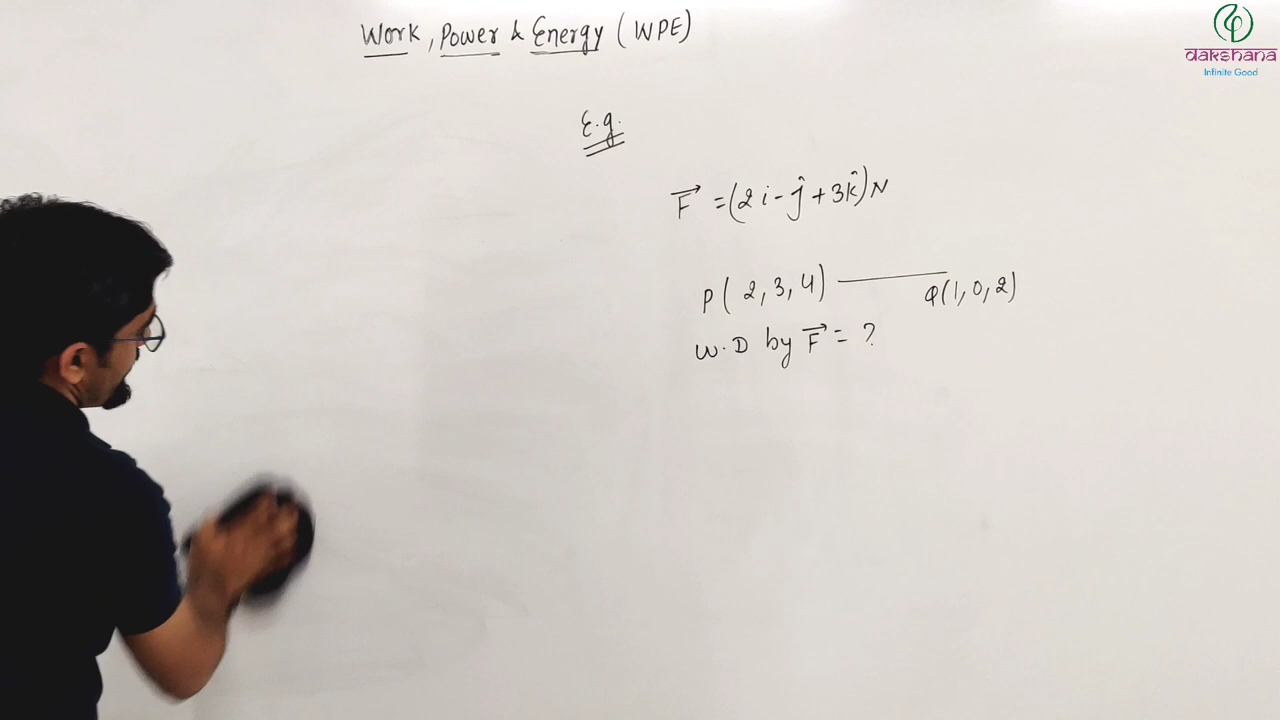 Work, Power & Energy (WPE)
dakshana
Infinite Good
E.g.
F⃗ = (2i - ĵ + 3k̂)N
P(2,3,4) ——— Q(1,0,2)
W.D by F⃗ = ?